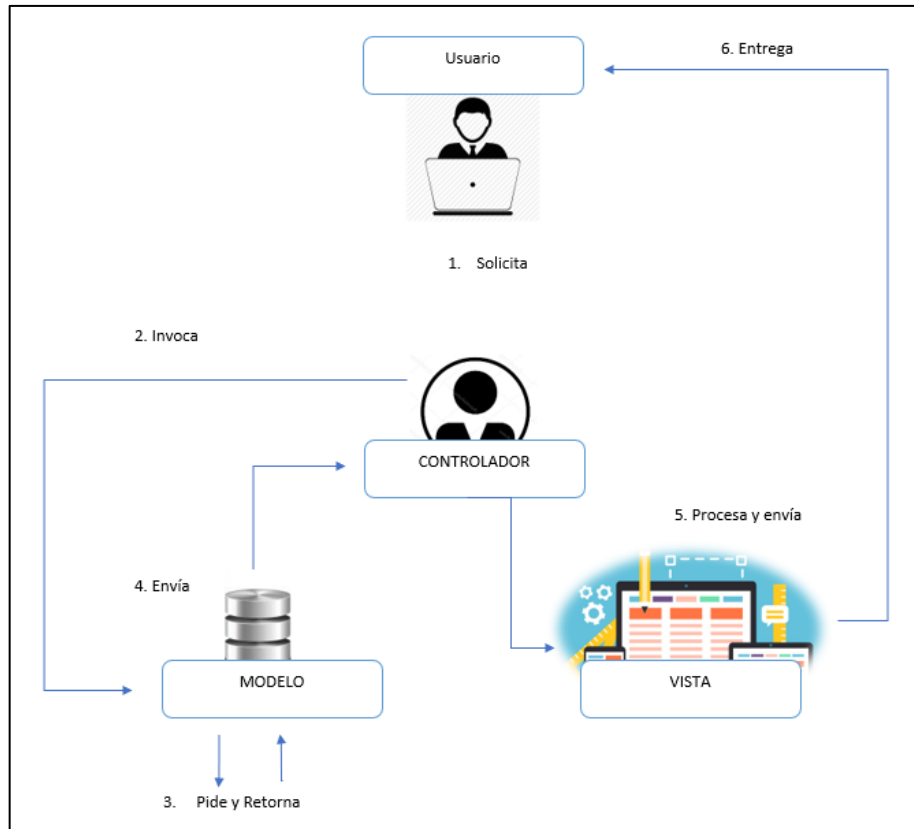 Usuario
6. Entrega
1. Solicita
2. Invoca
CONTROLADOR
5. Procesa y envía
4. Envía
MODELO
VISTA
3. Pide y Retorna